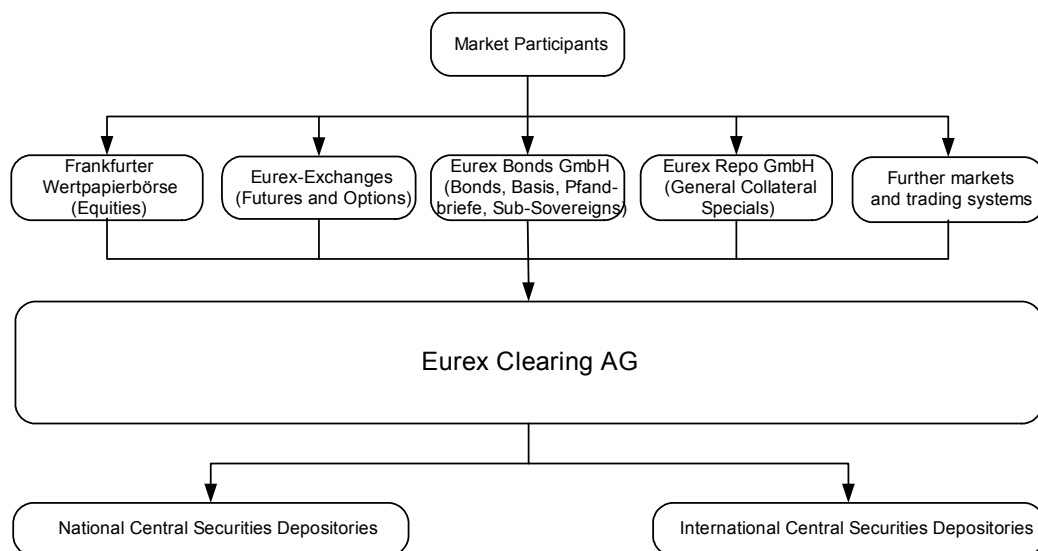 Market Participants
Frankfurter
Wertpapierbörse
(Equities)
Eurex-Exchanges
(Futures and Options)
Eurex Bonds GmbH
(Bonds, Basis, Pfand-
briefe, Sub-Sovereigns)
Eurex Repo GmbH
(General Collateral
Specials)
Further markets
and trading systems
Eurex Clearing AG
National Central Securities Depositories
International Central Securities Depositories